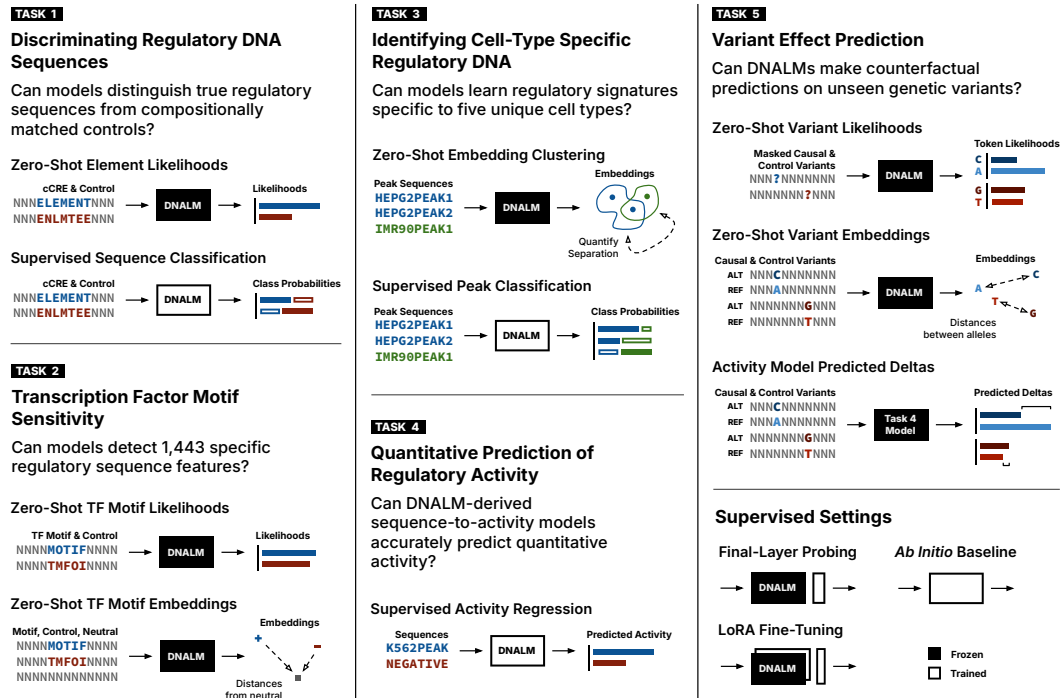 TASK 1
Discriminating Regulatory DNA
Sequences
Can models distinguish true regulatory
sequences from compositionally
matched controls?
Zero-Shot Element Likelihoods
cCRE & Control
NNNELEMENTNNN
NNNENLMTEENNN
DNALM
Likelihoods
Supervised Sequence Classification
cCRE & Control
NNNELEMENTNNN
NNNENLMTEENNN
DNALM
Class Probabilities
TASK 2
Transcription Factor Motif
Sensitivity
Can models detect 1,443 specific
regulatory sequence features?
Zero-Shot TF Motif Likelihoods
TF Motif & Control
NNNNMOTIFNNNN
NNNNTMFOINNNN
DNALM
Likelihoods
Zero-Shot TF Motif Embeddings
Motif, Control, Neutral
NNNNMOTIFNNNN
NNNNTMFOINNNN
NNNNNNNNNNNNN
DNALM
Embeddings
+
-
Distances
from neutral
TASK 3
Identifying Cell-Type Specific
Regulatory DNA
Can models learn regulatory signatures
specific to five unique cell types?
Zero-Shot Embedding Clustering
Peak Sequences
HEPG2PEAK1
HEPG2PEAK2
IMR90PEAK1
DNALM
Embeddings
Quantify
Separation
Supervised Peak Classification
Peak Sequences
HEPG2PEAK1
HEPG2PEAK2
IMR90PEAK1
DNALM
Class Probabilities
TASK 4
Quantitative Prediction of
Regulatory Activity
Can DNALM-derived
sequence-to-activity models
accurately predict quantitative
activity?
Supervised Activity Regression
Sequences
K562PEAK
NEGATIVE
DNALM
Predicted Activity
TASK 5
Variant Effect Prediction
Can DNALMs make counterfactual
predictions on unseen genetic variants?
Zero-Shot Variant Likelihoods
Masked Causal &
Control Variants
NNN?NNNNNNN
NNNNNNN?NNN
DNALM
Token Likelihoods
C
A
G
T
Zero-Shot Variant Embeddings
Causal & Control Variants
ALT NNNCNNNNNNN
REF NNNANNNNNNN
ALT NNNNNNNGNNN
REF NNNNNNNTNNN
DNALM
Embeddings
C
A
T
G
Distances
between alleles
Activity Model Predicted Deltas
Causal & Control Variants
ALT NNNCNNNNNNN
REF NNNANNNNNNN
ALT NNNNNNNGNNN
REF NNNNNNNTNNN
Task 4
Model
Predicted Deltas
Supervised Settings
Final-Layer Probing
DNALM
Ab Initio Baseline
LoRA Fine-Tuning
DNALM
Frozen
Trained